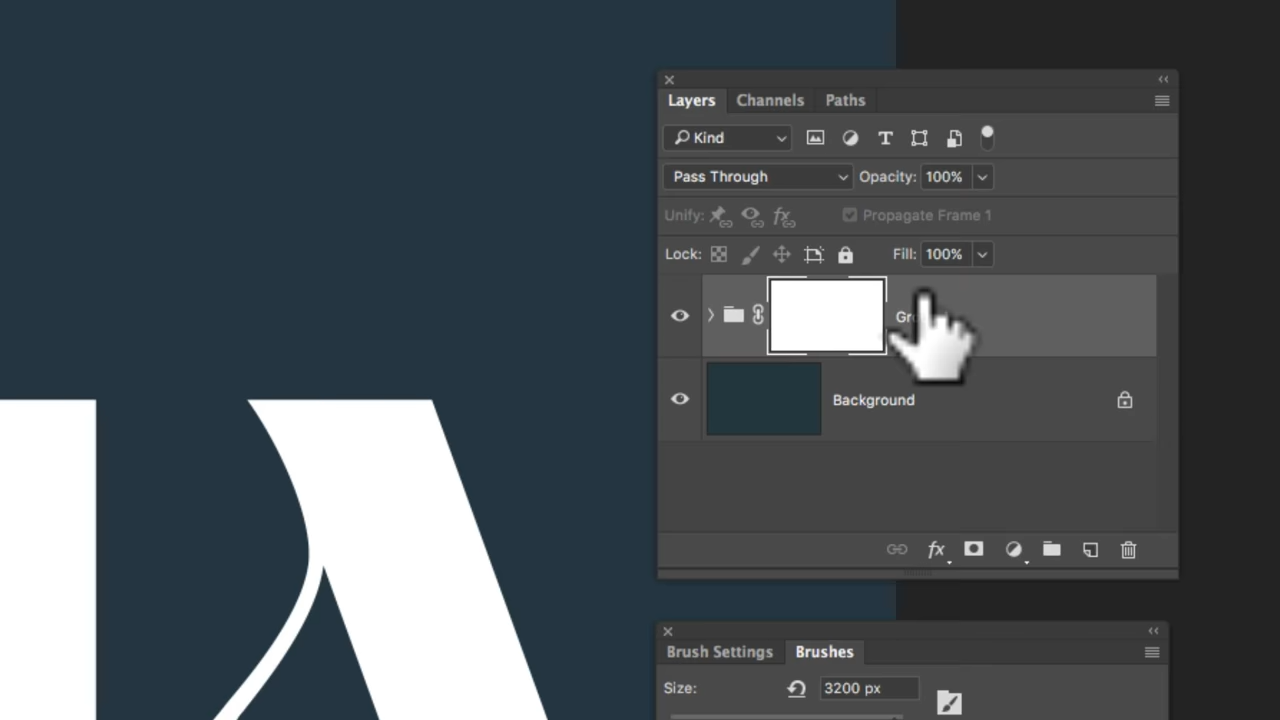 Layers Channels Paths
Kind
Pass Through Opacity: 100%
Unify: Propagate Frame 1
Lock: Fill: 100%
Background
fx
Brush Settings Brushes
Size: 3200 px